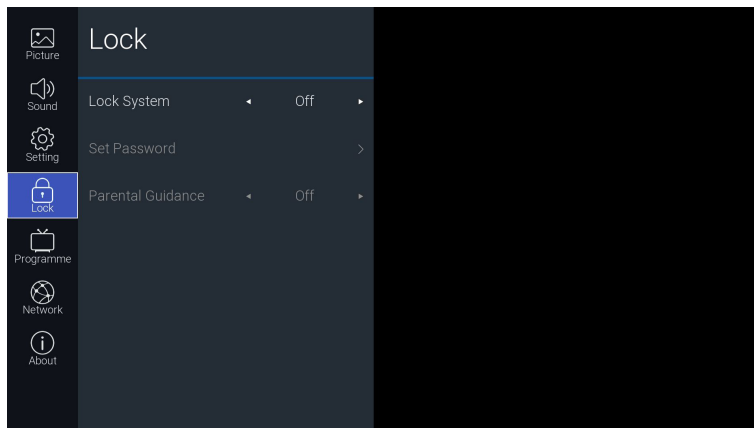 Lock
Picture
Sound
Lock System Off
Setting
Set Password
Lock
Parental Guidance Off
Programme
Network
About